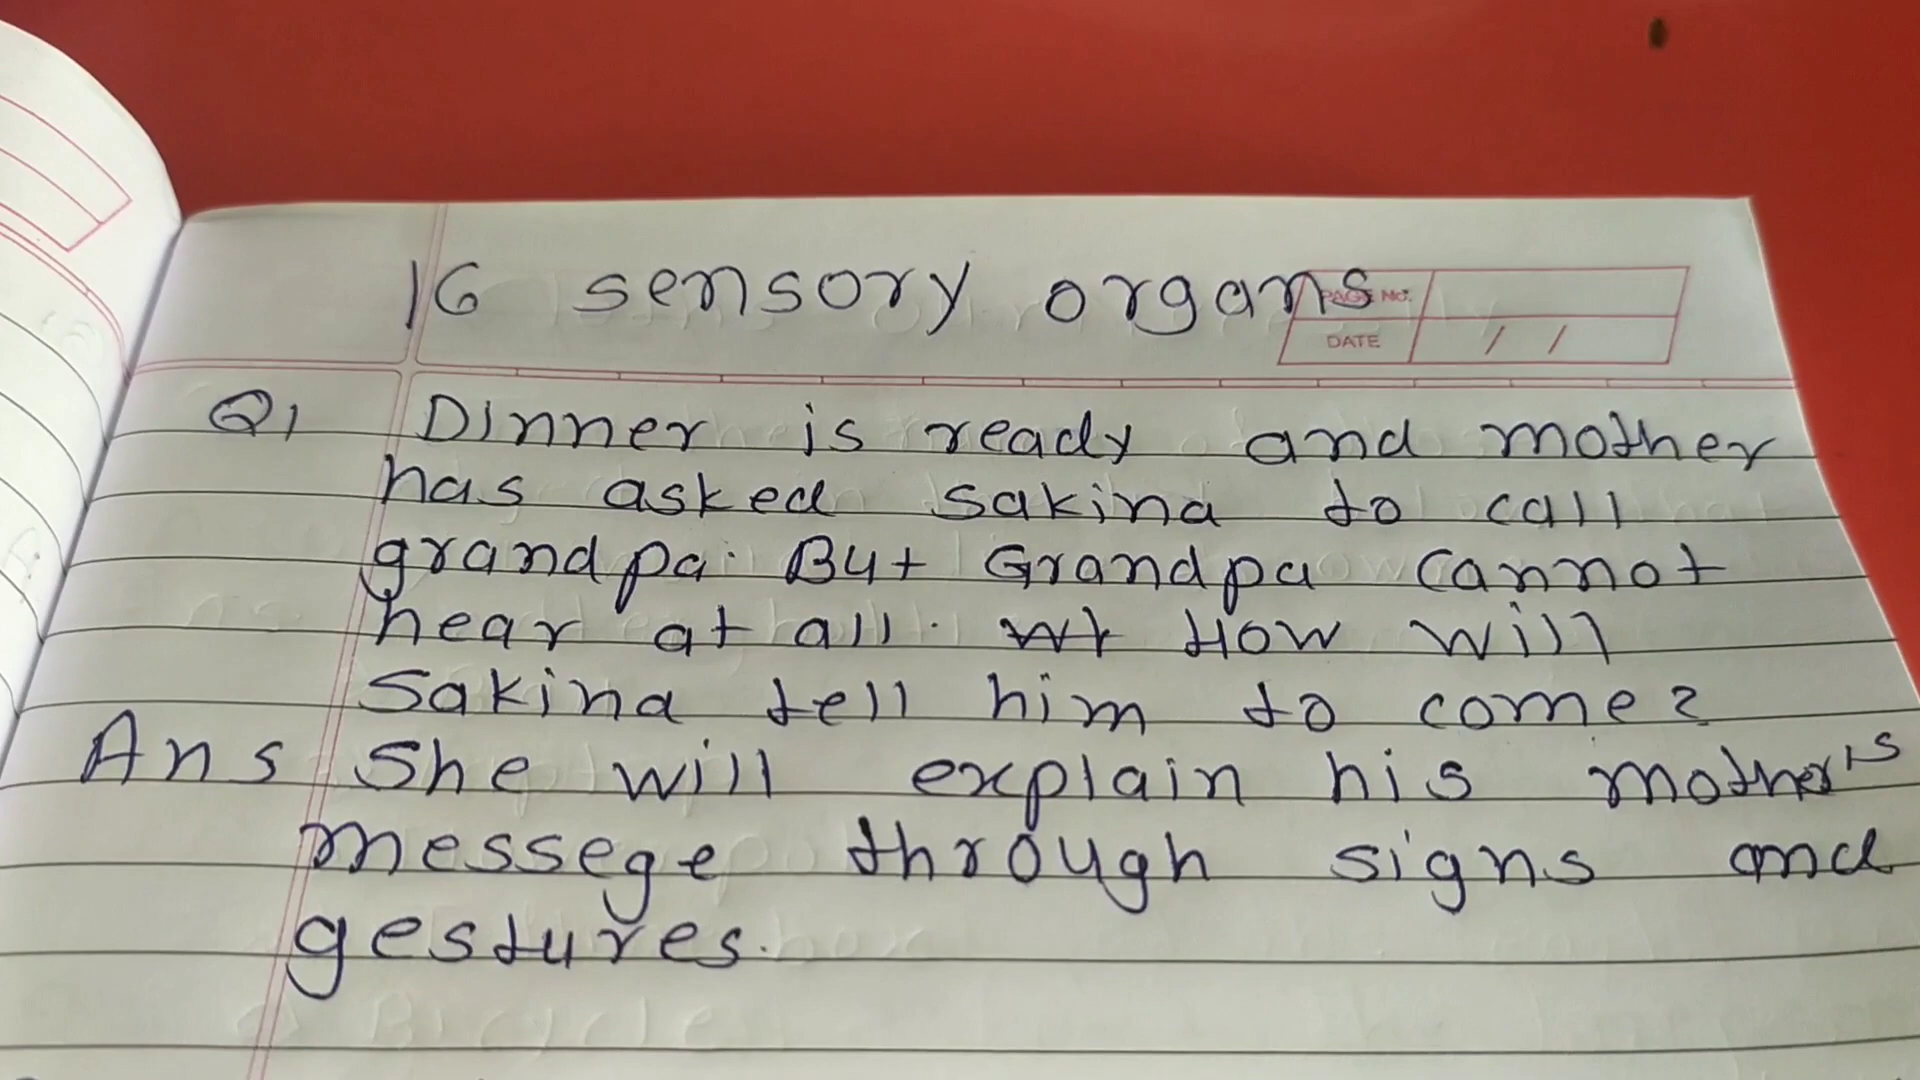 16 sensory organs
PAGE No.
DATE / /
Q1 Dinner is ready and mother
has asked sakina to call
grandpa. But Grandpa cannot
hear at all. How will
Sakina tell him to come?
Ans She will explain his mother's
messege through signs and
gestures.